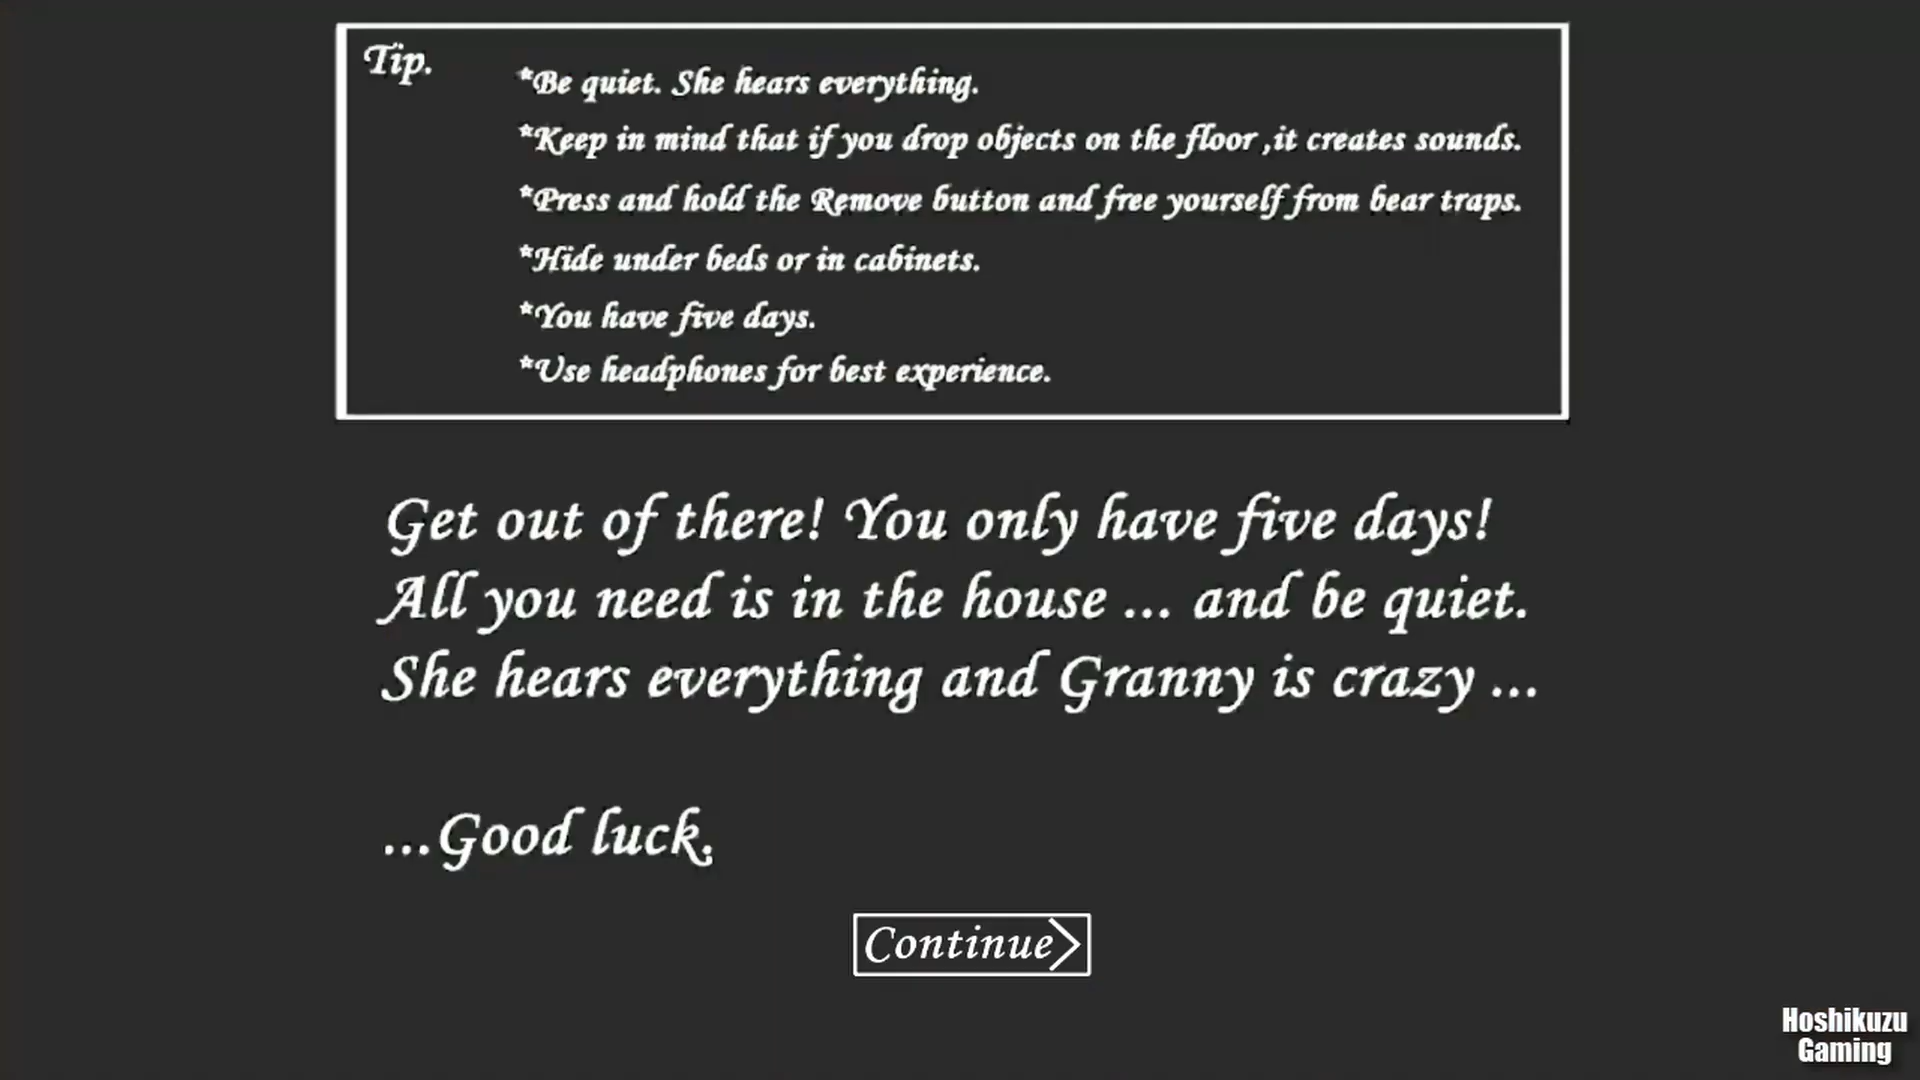 Tip.
*Be quiet. She hears everything.
*Keep in mind that if you drop objects on the floor ,it creates sounds.
*Press and hold the Remove button and free yourself from bear traps.
*Hide under beds or in cabinets.
*You have five days.
*Use headphones for best experience.
Get out of there! You only have five days!
All you need is in the house ... and be quiet.
She hears everything and Granny is crazy ...
...Good luck.
Continue>
Hoshikuzu
Gaming